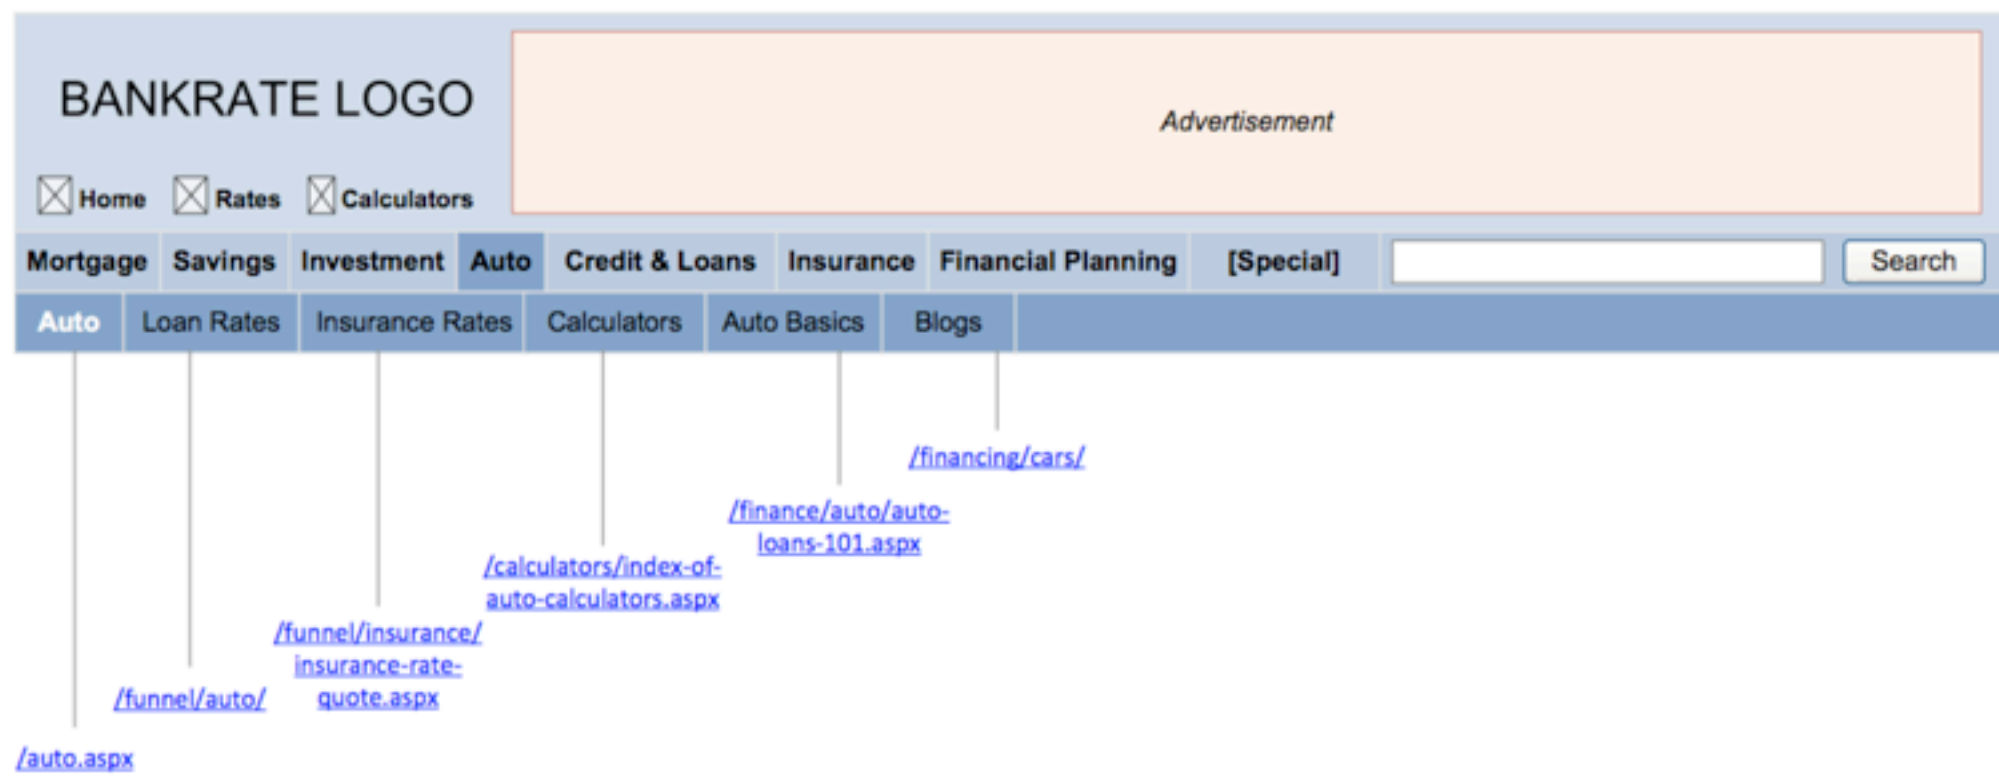 BANKRATE LOGO
Advertisement
Home Rates Calculators
Mortgage Savings Investment Auto Credit & Loans Insurance Financial Planning [Special] Search
Auto Loan Rates Insurance Rates Calculators Auto Basics Blogs
/financing/cars/
/finance/auto/auto-
loans-101.aspx
/calculators/index-of-
auto-calculators.aspx
/funnel/insurance/
insurance-rate-
quote.aspx
/funnel/auto/
/auto.aspx